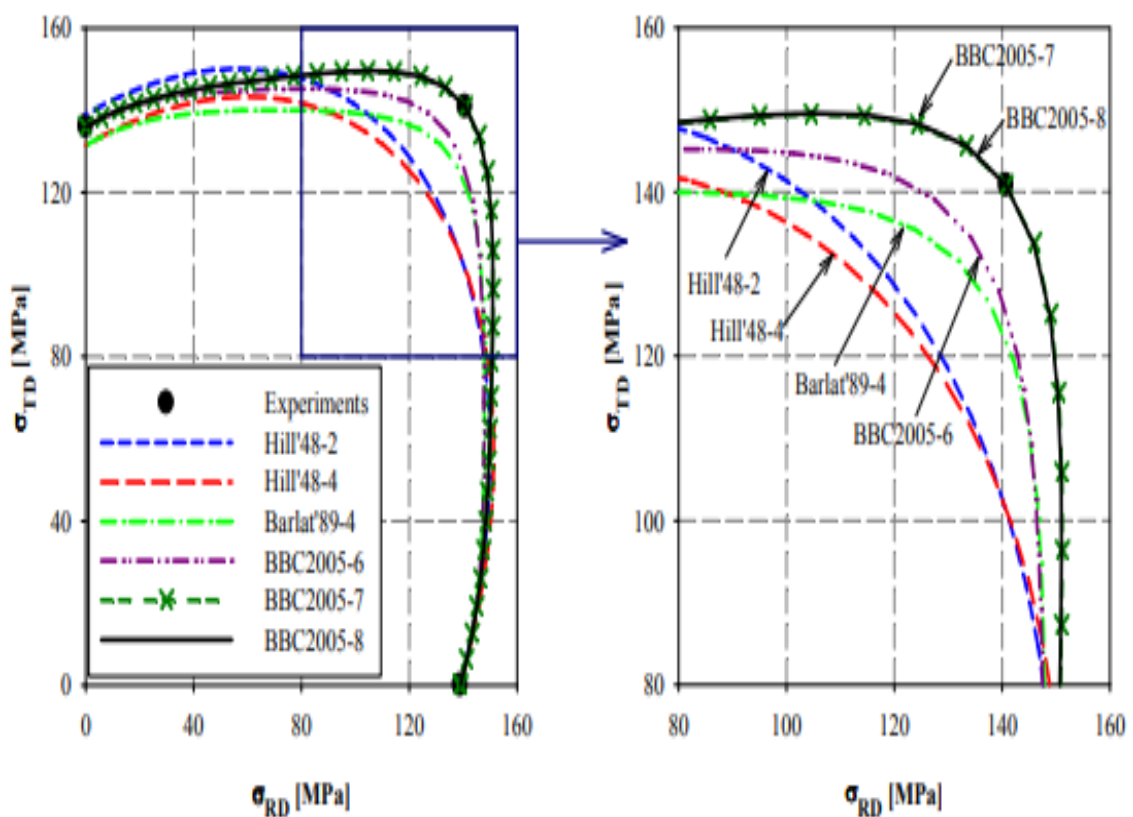 160
120
80
40
0
σTD [MPa]
0
40
80
120
160
σRD [MPa]
Experiments
Hill'48-2
Hill'48-4
Barlat'89-4
BBC2005-6
BBC2005-7
BBC2005-8
160
140
120
100
80
σTD [MPa]
80
100
120
140
160
σRD [MPa]
BBC2005-7
BBC2005-8
Hill'48-2
Hill'48-4
Barlat'89-4
BBC2005-6